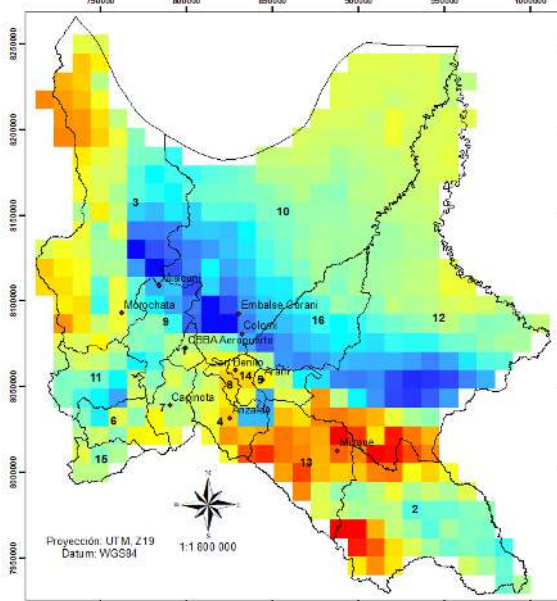 750000 800000 850000 900000 950000 1000000
8250000
8200000
8150000
8100000
8050000
8000000
7950000
3
10
Misicuni
Morochata
Embalse Corani
9
16
12
Colomi
CBBA Aeropuerto
1
San Benito
Arani
11
8
14
5
Capinota
7
Anzaldo
6
4
Mizque
15
13
2
N
W
E
S
Proyección: UTM, Z19
Datum: WGS84
1:1 800 000